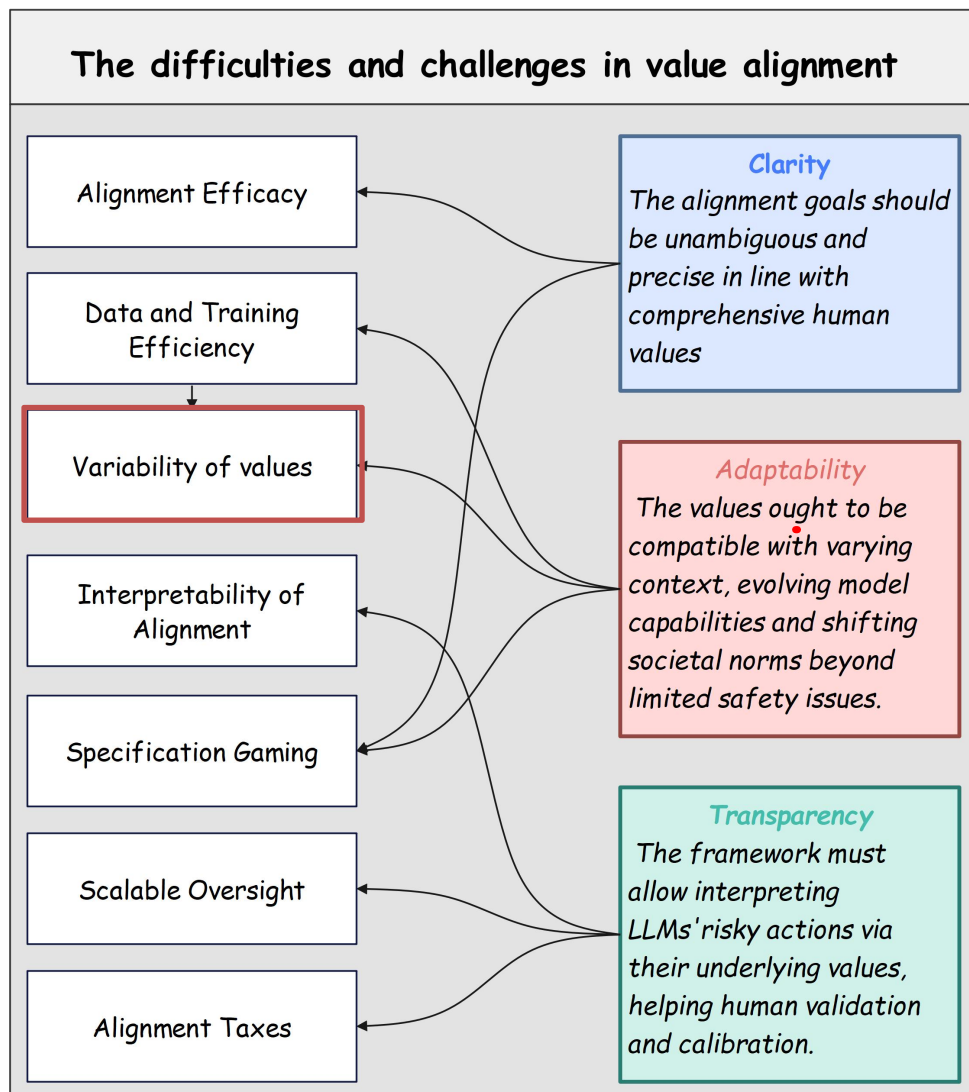 The difficulties and challenges in value alignment
Alignment Efficacy
Data and Training
Efficiency
Variability of values
Interpretability of
Alignment
Specification Gaming
Scalable Oversight
Alignment Taxes
Clarity
The alignment goals should
be unambiguous and
precise in line with
comprehensive human
values
Adaptability
The values ought to be
compatible with varying
context, evolving model
capabilities and shifting
societal norms beyond
limited safety issues.
Transparency
The framework must
allow interpreting
LLMs'risky actions via
their underlying values,
helping human validation
and calibration.